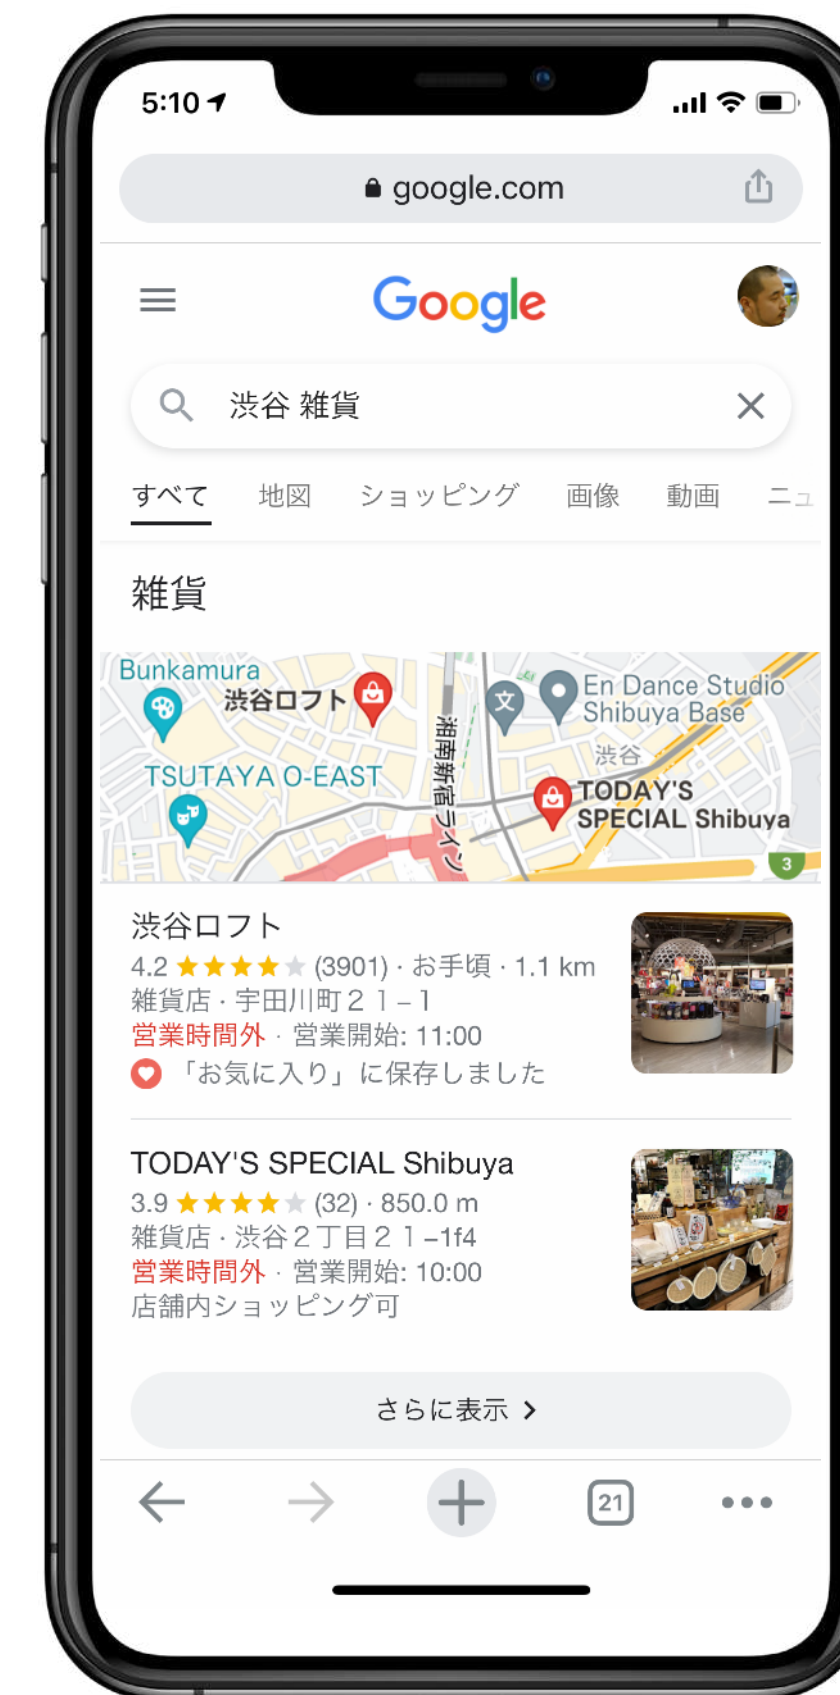 5:10
google.com
Google
渋谷 雑貨
すべて 地図 ショッピング 画像 動画 ニュ
雑貨
Bunkamura
渋谷ロフト
文
En Dance Studio
Shibuya Base
湘南新宿ライン
渋谷
TSUTAYA O-EAST
TODAY'S
SPECIAL Shibuya
3
渋谷ロフト
4.2 ★★★★★ (3901) · お手頃 · 1.1 km
雑貨店 · 宇田川町２１−１
営業時間外 · 営業開始: 11:00
「お気に入り」に保存しました
TODAY'S SPECIAL Shibuya
3.9 ★★★★★ (32) · 850.0 m
雑貨店 · 渋谷２丁目２１−1f4
営業時間外 · 営業開始: 10:00
店舗内ショッピング可
さらに表示 >
21